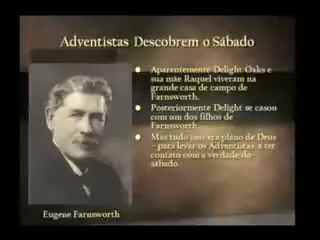 Adventistas Descobrem o Sábado
Aparentemente Delight Oaks e
sua mãe Raquel viveram na
grande casa de campo de
Farnsworth.
Posteriormente Delight se casou
com um dos filhos de
Farnsworth
Mas tudo isso era plano de Deus
– para levar os Adventistas a ter
contato com a verdade do
sábado.
Eugene Farnsworth